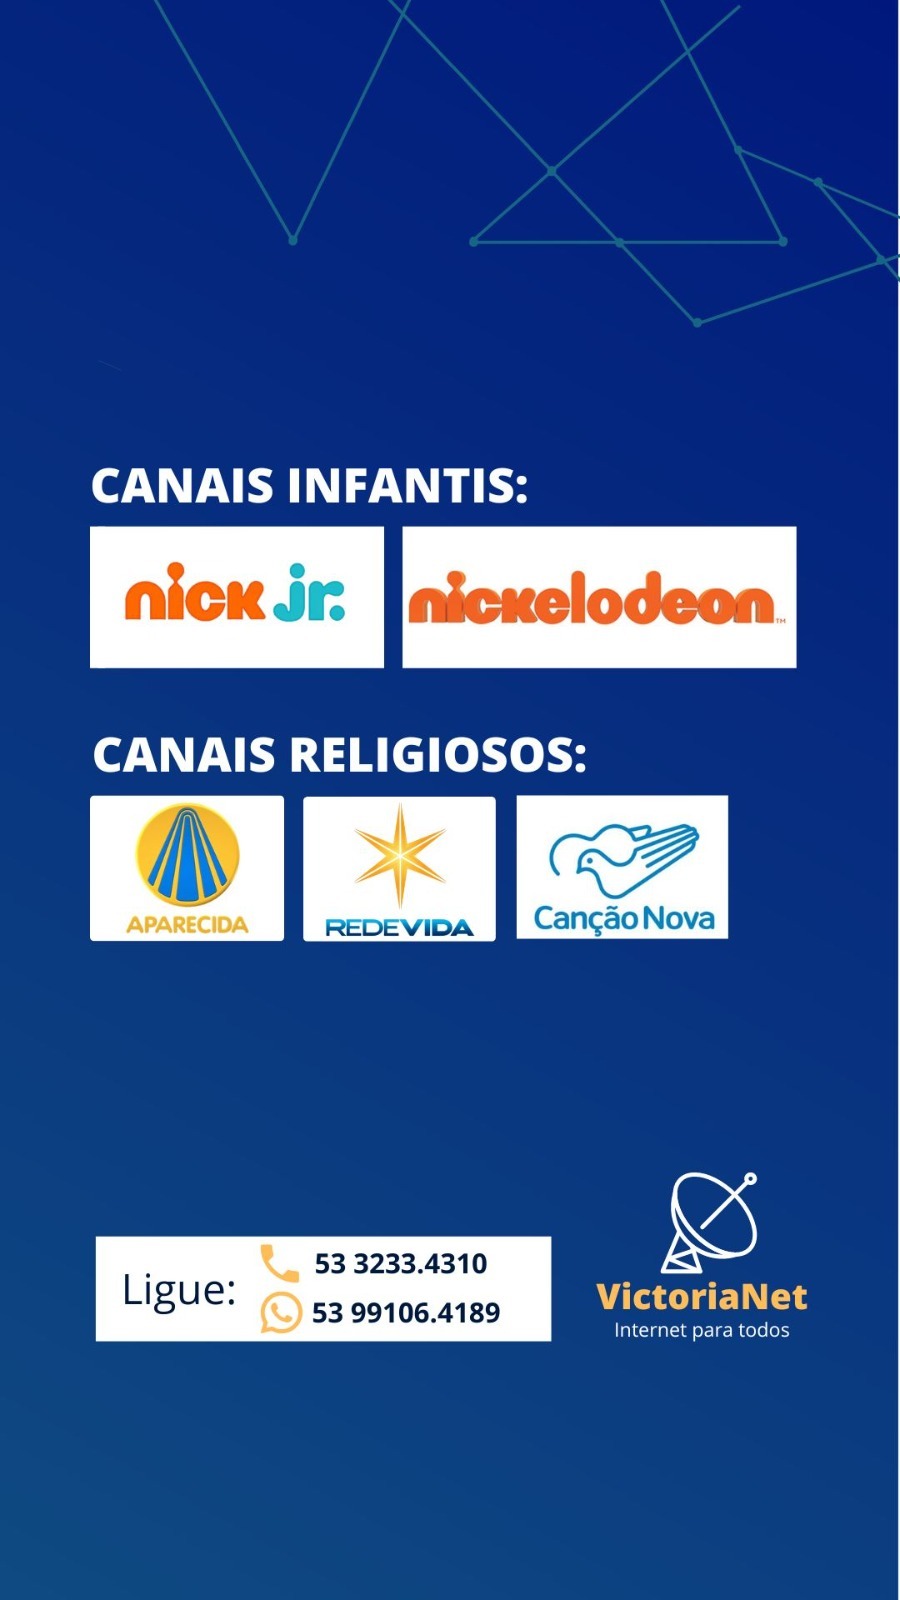 CANAIS INFANTIS:
nick jr.
nickelodeon™
CANAIS RELIGIOSOS:
APARECIDA
REDEVIDA
Canção Nova
Ligue:
53 3233.4310
53 99106.4189
VictoriaNet
Internet para todos